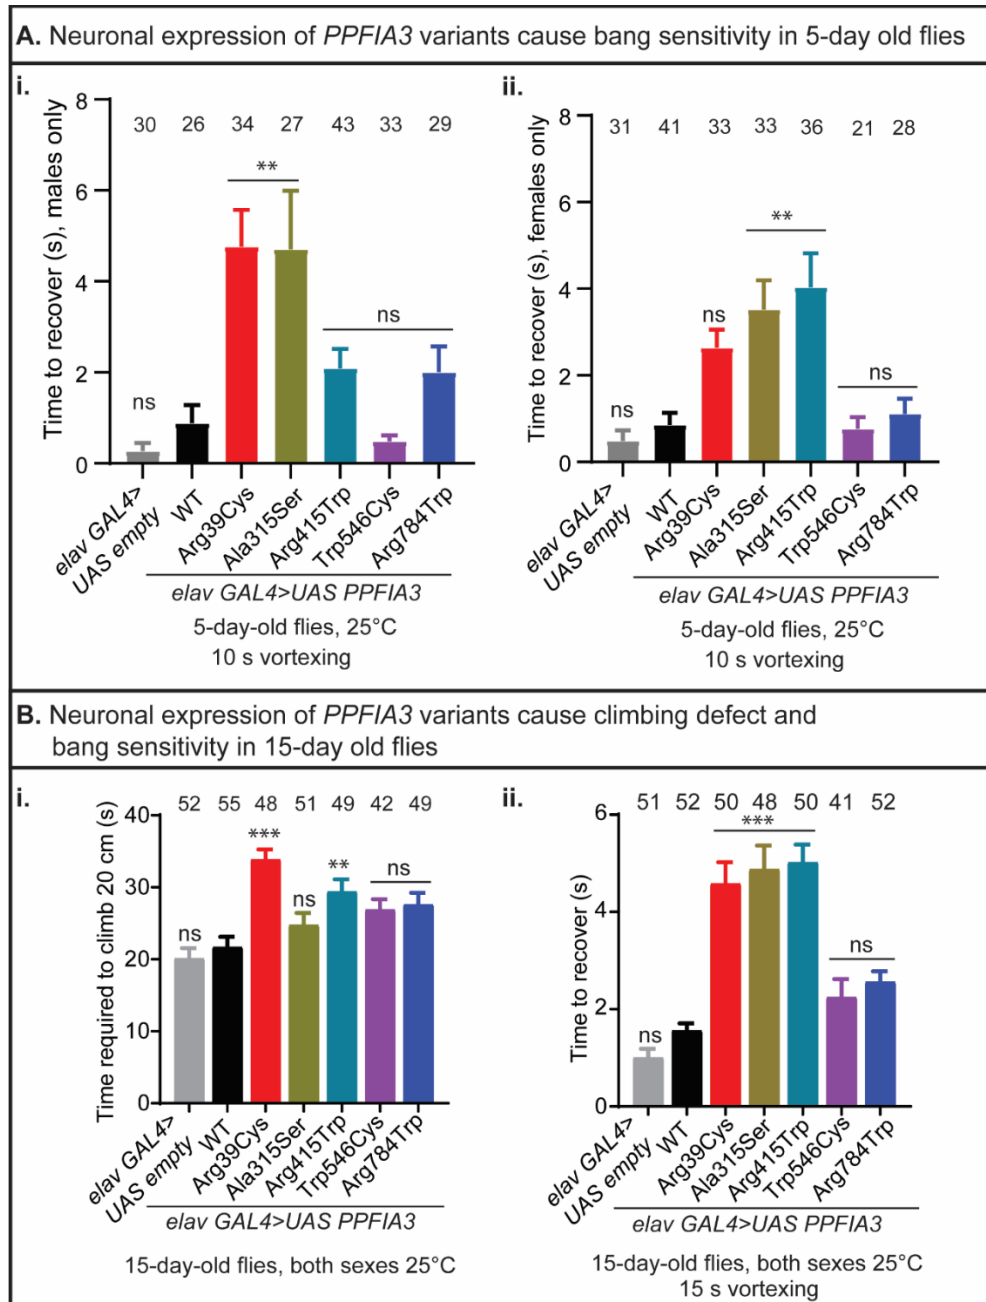 A. Neuronal expression of PPFIA3 variants cause bang sensitivity in 5-day old flies
i.
Time to recover (s), males only
8
6
4
2
0
30 26 34 27 43 33 29
ns
**
ns
elav GAL4>
UAS empty
WT
Arg39Cys
Ala315Ser
Arg415Trp
Trp546Cys
Arg784Trp
elav GAL4>UAS PPFIA3
5-day-old flies, 25°C
10 s vortexing
ii.
Time to recover (s), females only
8
6
4
2
0
31 41 33 33 36 21 28
ns
ns
**
ns
elav GAL4>
UAS empty
WT
Arg39Cys
Ala315Ser
Arg415Trp
Trp546Cys
Arg784Trp
elav GAL4>UAS PPFIA3
5-day-old flies, 25°C
10 s vortexing
B. Neuronal expression of PPFIA3 variants cause climbing defect and
bang sensitivity in 15-day old flies
i.
Time required to climb 20 cm (s)
40
30
20
10
0
52 55 48 51 49 42 49
ns
***
ns
**
ns
elav GAL4>
UAS empty
WT
Arg39Cys
Ala315Ser
Arg415Trp
Trp546Cys
Arg784Trp
elav GAL4>UAS PPFIA3
15-day-old flies, both sexes 25°C
ii.
Time to recover (s)
6
4
2
0
51 52 50 48 50 41 52
ns
***
ns
elav GAL4>
UAS empty
WT
Arg39Cys
Ala315Ser
Arg415Trp
Trp546Cys
Arg784Trp
elav GAL4>UAS PPFIA3
15-day-old flies, both sexes 25°C
15 s vortexing